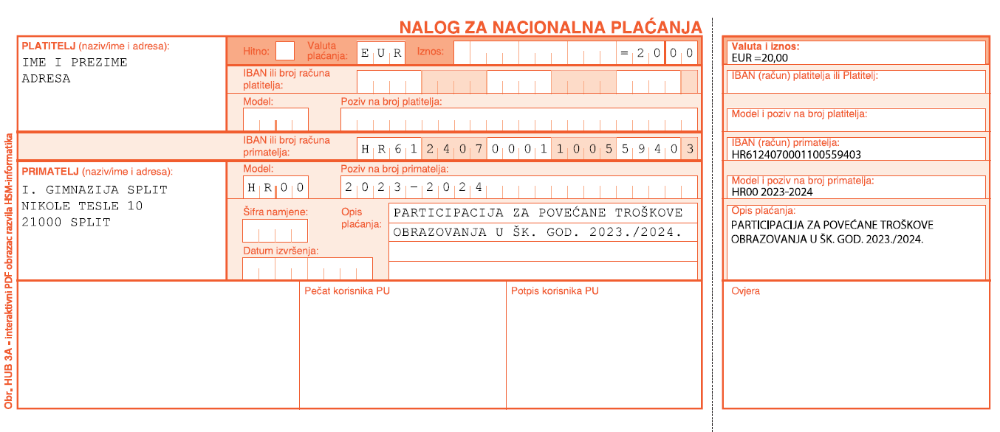 NALOG ZA NACIONALNA PLAĆANJA
PLATITELJ (naziv/ime i adresa):
IME I PREZIME
ADRESA
Hitno:
Valuta plaćanja:
EUR
Iznos:
=2000
IBAN ili broj računa platitelja:
Model:
Poziv na broj platitelja:
IBAN ili broj računa primatelja:
HR6124070001100559403
PRIMATELJ (naziv/ime i adresa):
I. GIMNAZIJA SPLIT
NIKOLE TESLE 10
21000 SPLIT
Model:
HR00
Poziv na broj primatelja:
2023-2024
Šifra namjene:
Opis plaćanja:
PARTICIPACIJA ZA POVEĆANE TROŠKOVE
OBRAZOVANJA U ŠK. GOD. 2023./2024.
Datum izvršenja:
Pečat korisnika PU
Potpis korisnika PU
Obr. HUB 3A - interaktivni PDF obrazac razvila HSM-informatika
Valuta i iznos:
EUR =20,00
IBAN (račun) platitelja ili Platitelj:
Model i poziv na broj platitelja:
IBAN (račun) primatelja:
HR6124070001100559403
Model i poziv na broj primatelja:
HR00 2023-2024
Opis plaćanja:
PARTICIPACIJA ZA POVEĆANE TROŠKOVE
OBRAZOVANJA U ŠK. GOD. 2023./2024.
Ovjera